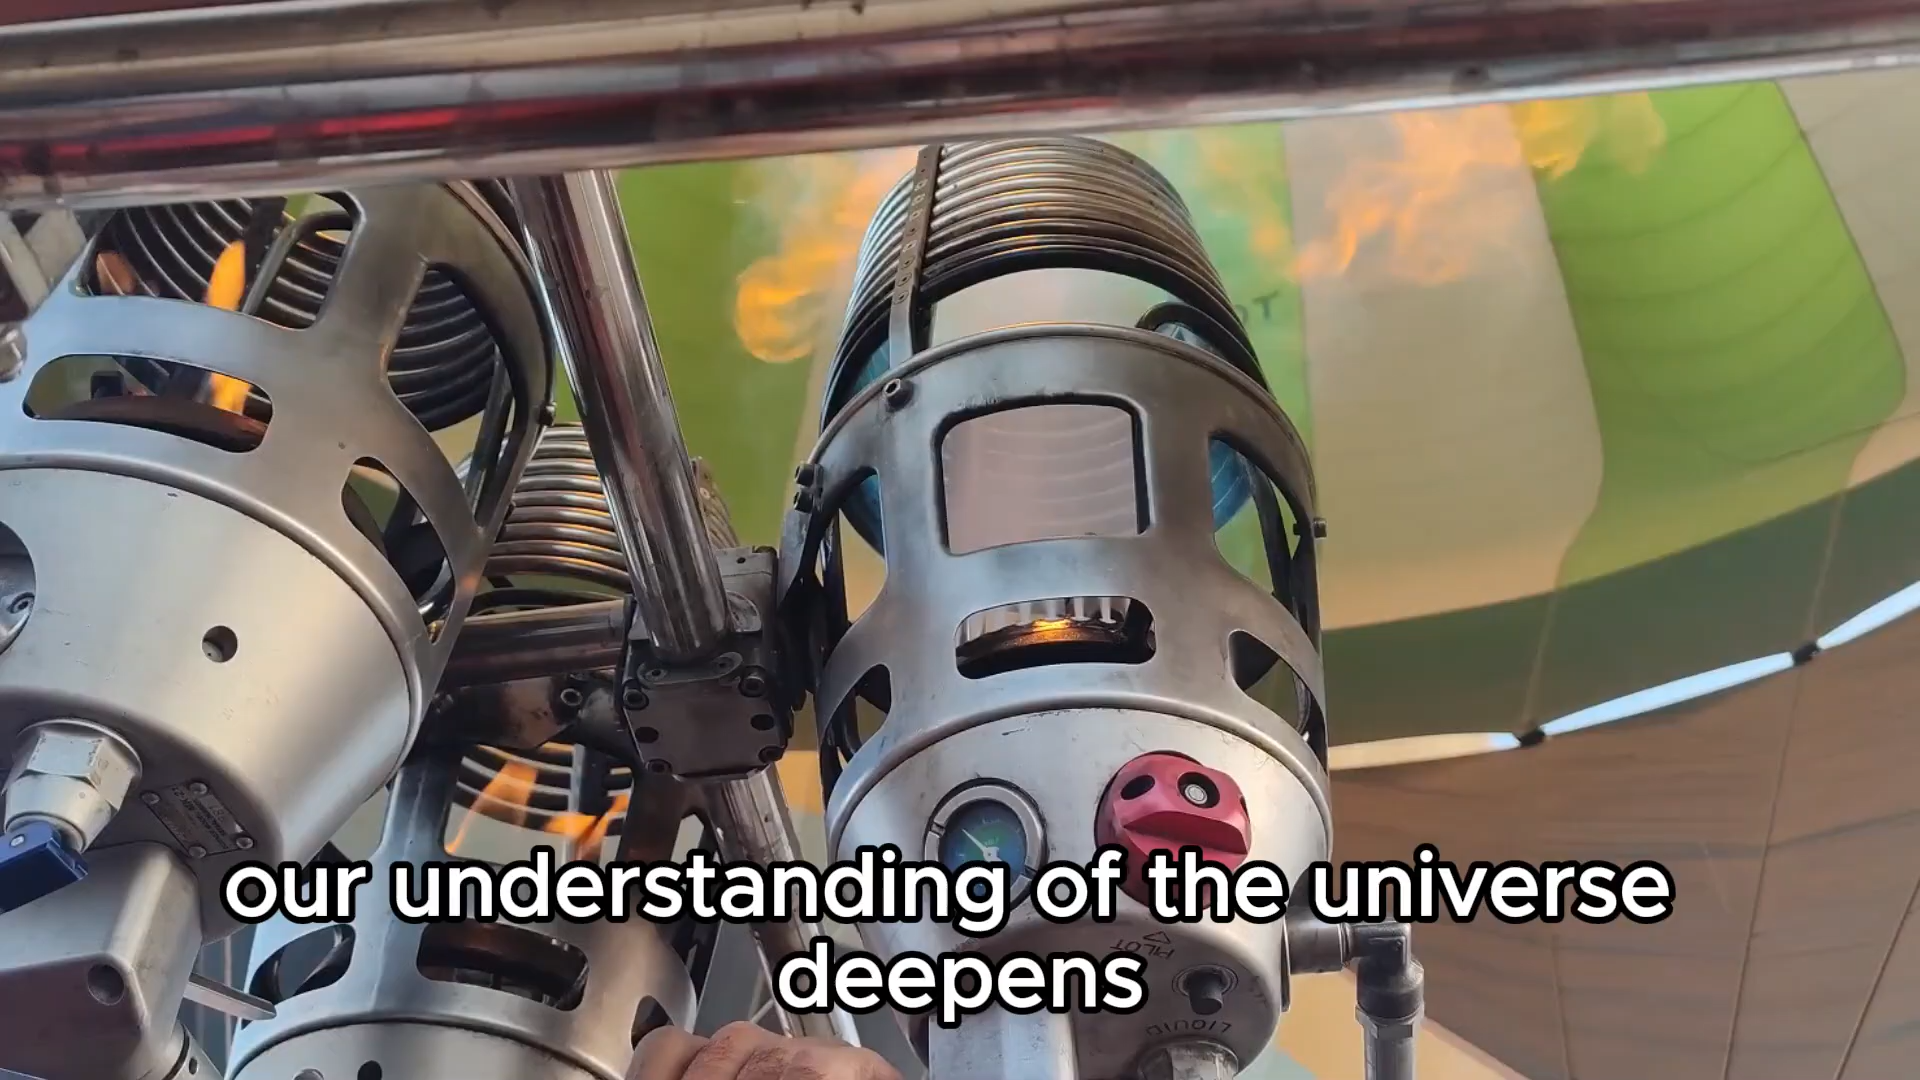 our understanding of the universe
deepens
PILOT
LIQUID